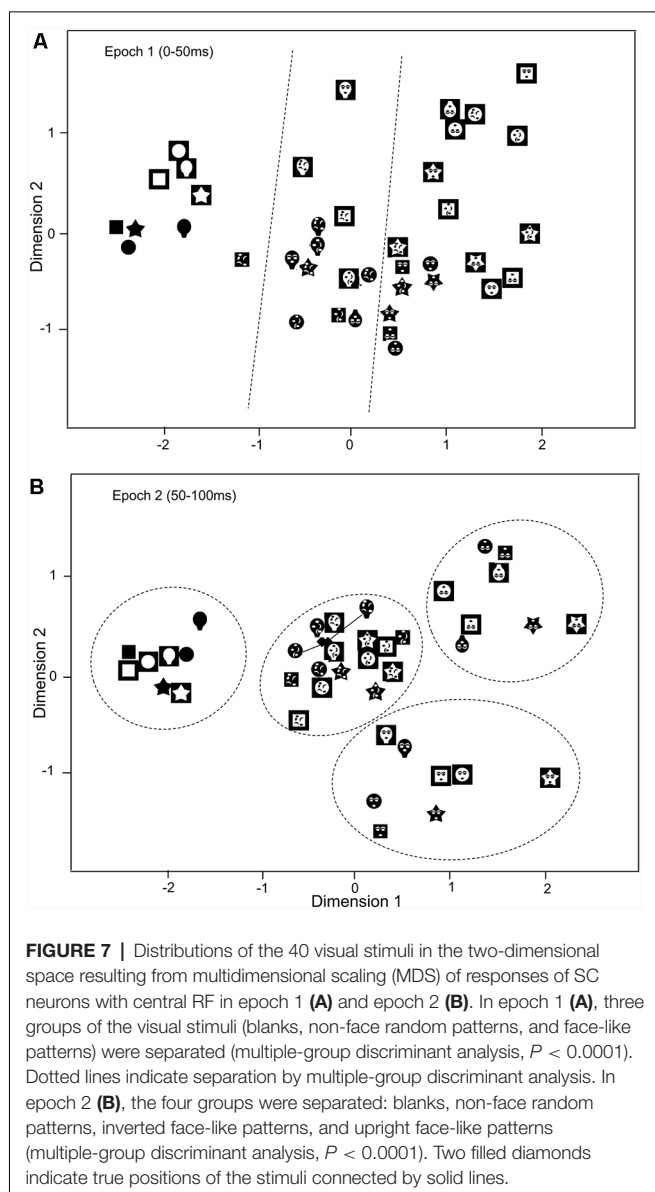 A
Epoch 1 (0-50ms)
Dimension 2
1
0
-1
-2
-1
0
1
2
B
Epoch 2 (50-100ms)
Dimension 2
1
0
-1
-2
-1
0
1
2
Dimension 1
FIGURE 7 | Distributions of the 40 visual stimuli in the two-dimensional
space resulting from multidimensional scaling (MDS) of responses of SC
neurons with central RF in epoch 1 (A) and epoch 2 (B). In epoch 1 (A), three
groups of the visual stimuli (blanks, non-face random patterns, and face-like
patterns) were separated (multiple-group discriminant analysis, P < 0.0001).
Dotted lines indicate separation by multiple-group discriminant analysis. In
epoch 2 (B), the four groups were separated: blanks, non-face random
patterns, inverted face-like patterns, and upright face-like patterns
(multiple-group discriminant analysis, P < 0.0001). Two filled diamonds
indicate true positions of the stimuli connected by solid lines.